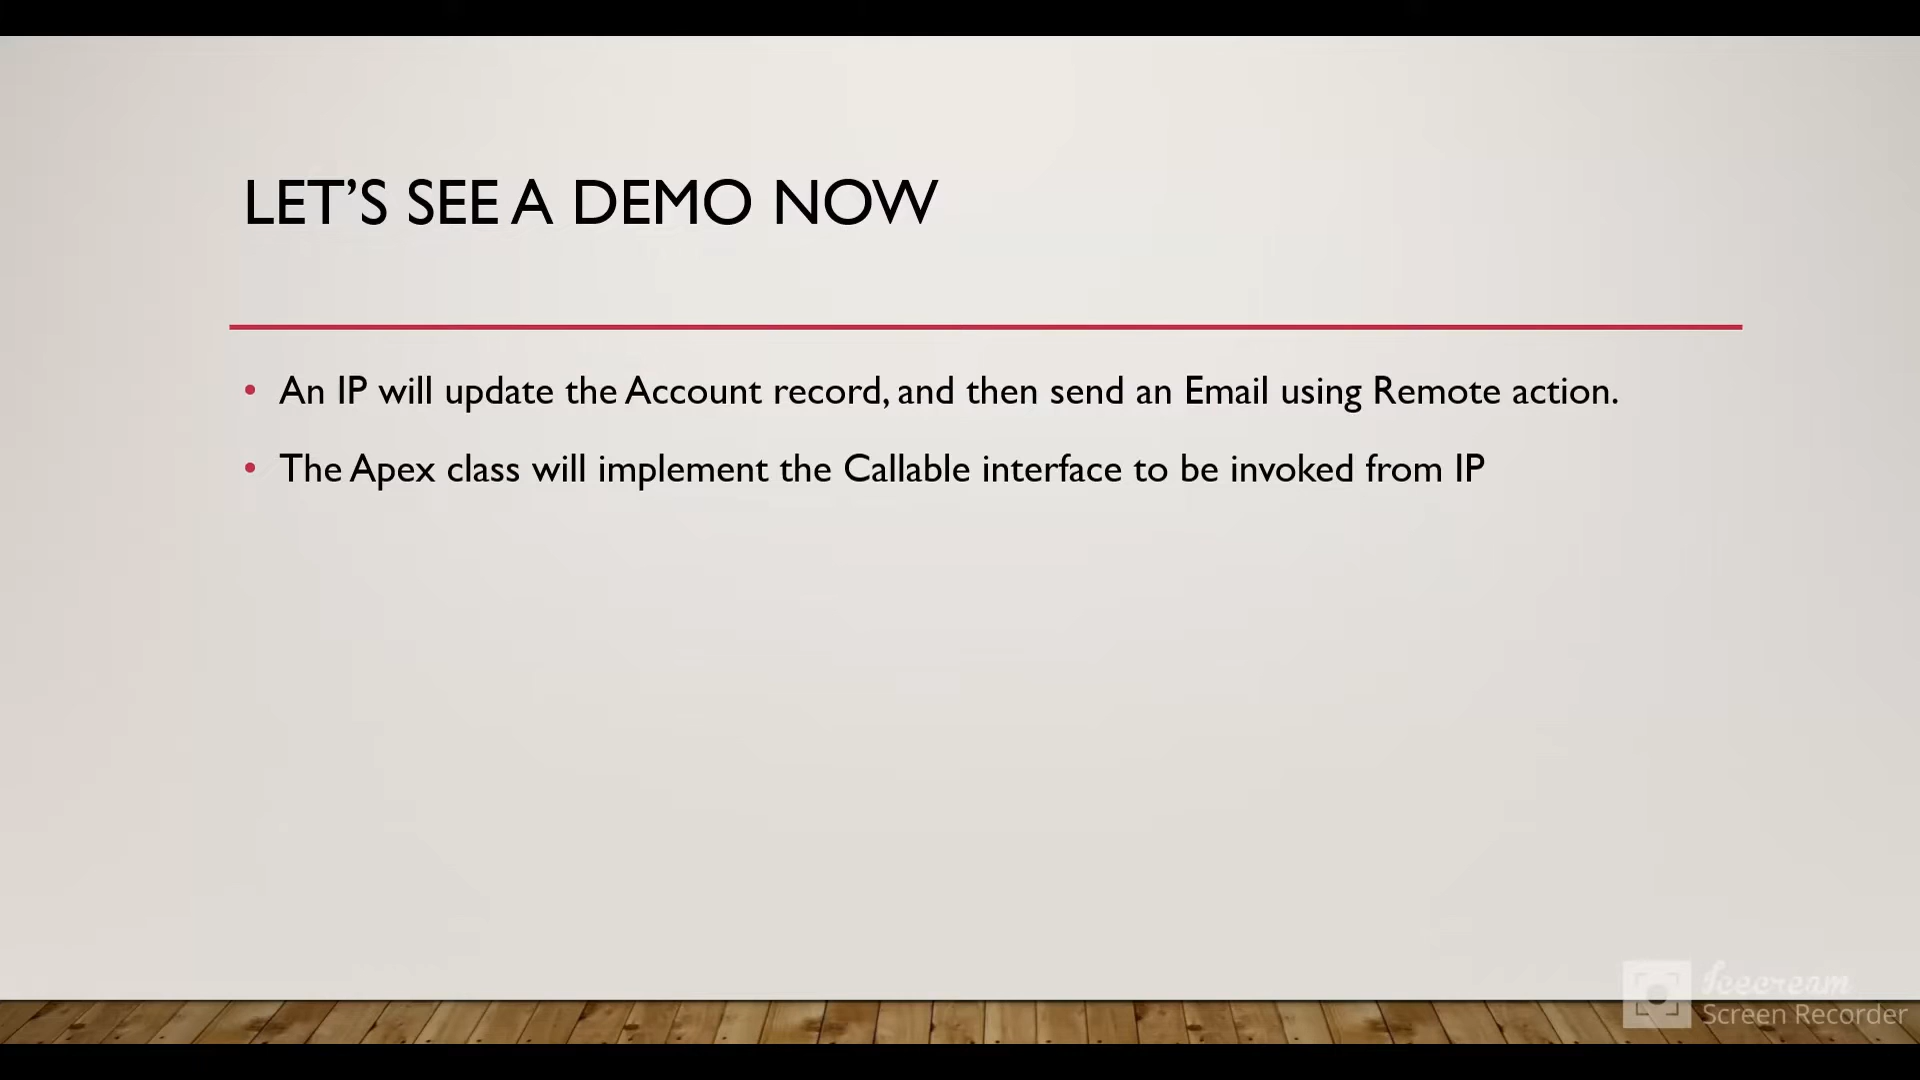 LET’S SEE A DEMO NOW
• An IP will update the Account record, and then send an Email using Remote action.
• The Apex class will implement the Callable interface to be invoked from IP
Icecream
Screen Recorder